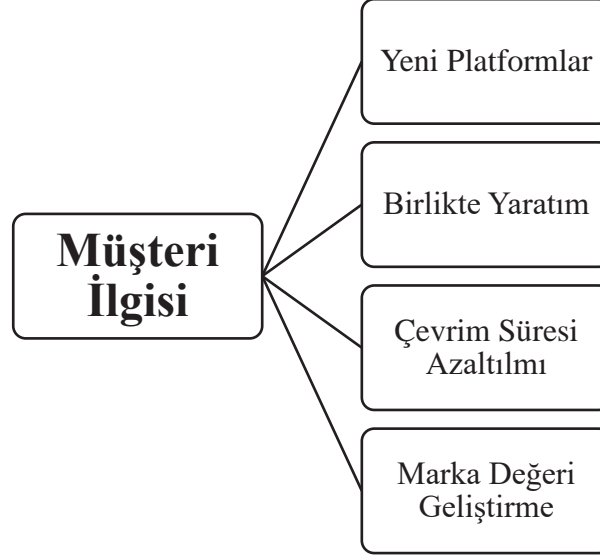 Yeni Platformlar
Birlikte Yaratım
Müşteri
İlgisi
Çevrim Süresi
Azaltılmı
Marka Değeri
Geliştirme